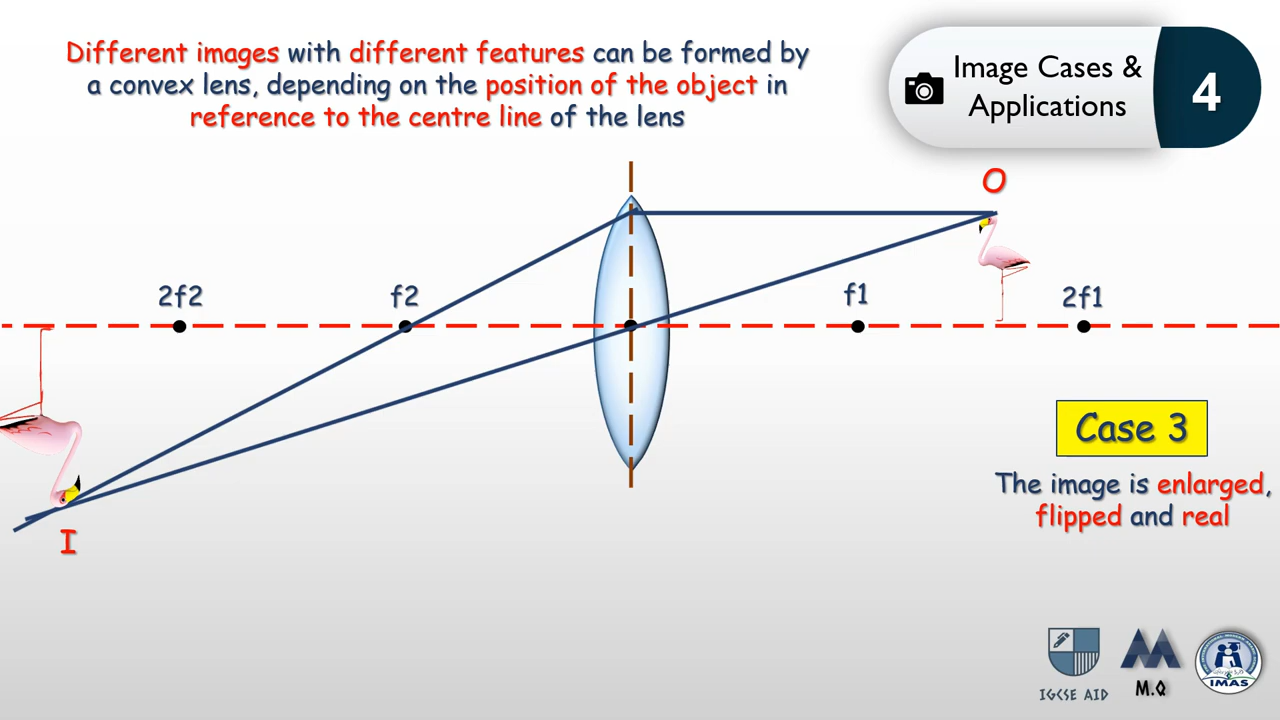 Different images with different features can be formed by
a convex lens, depending on the position of the object in
reference to the centre line of the lens
Image Cases &
Applications
4
O
2f2
f2
f1
2f1
Case 3
The image is enlarged,
flipped and real
I
IGCSE AID
M.Q
IMAS